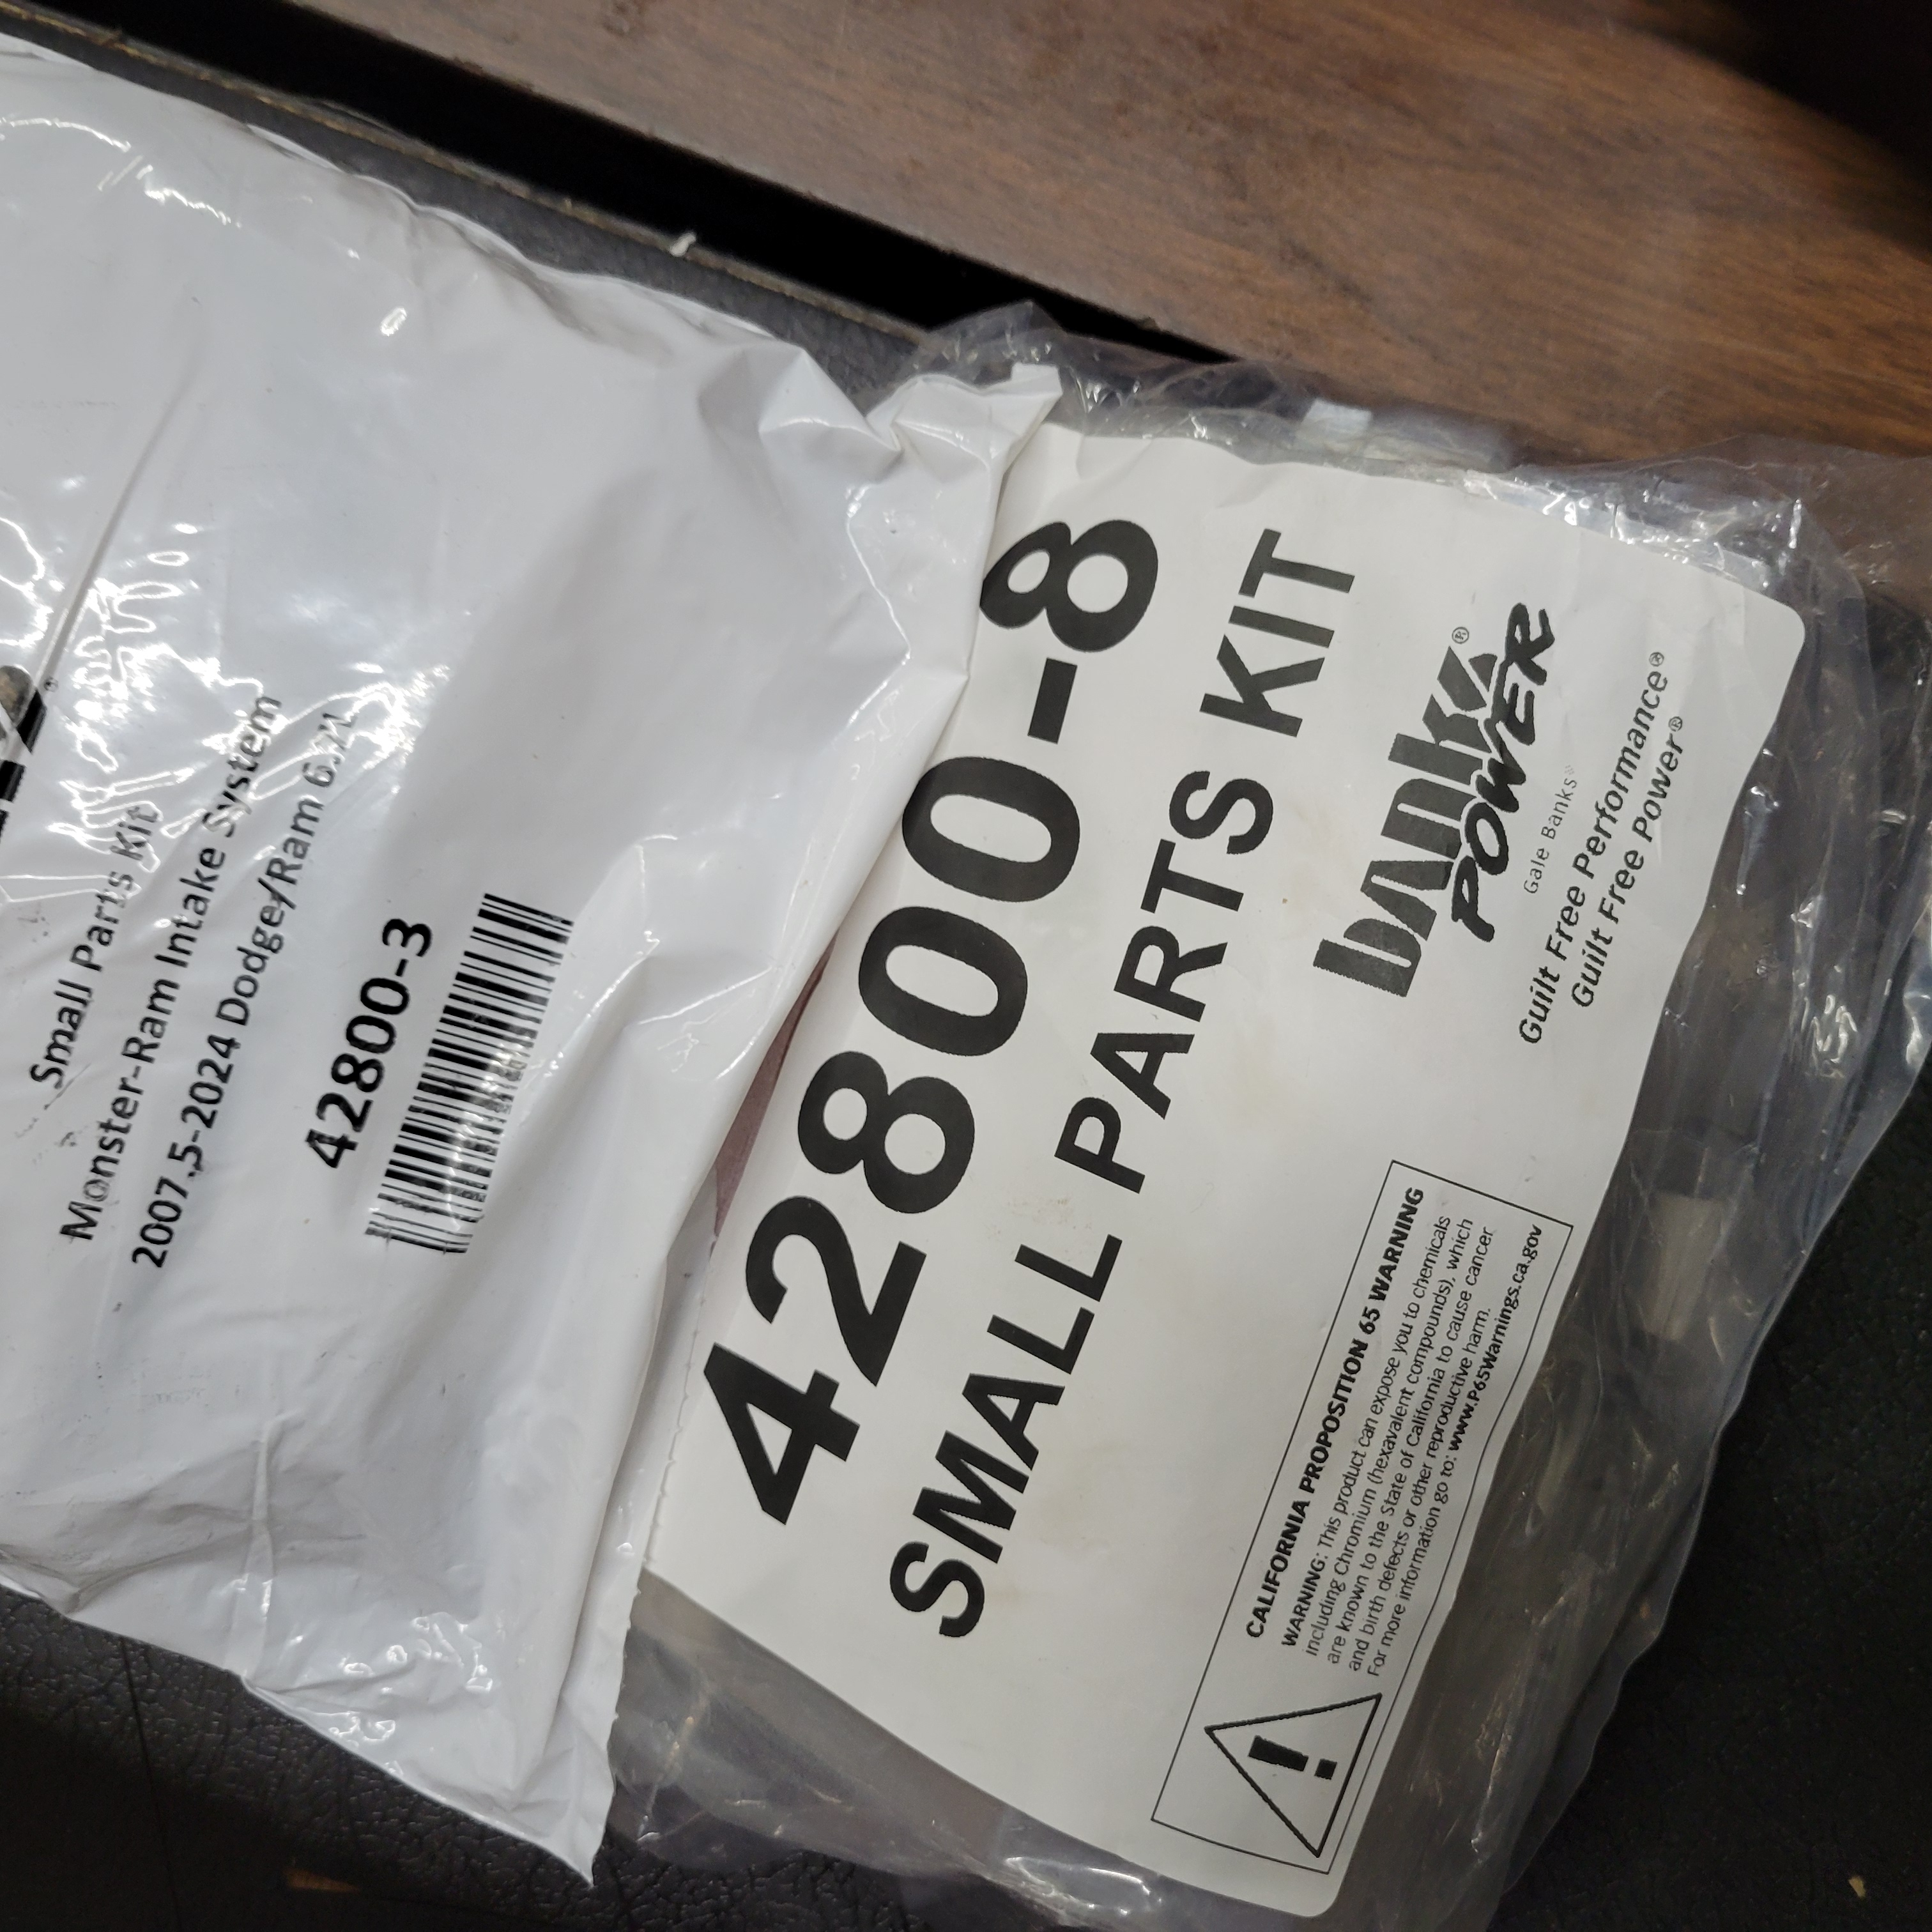 Small Parts Kit
Monster-Ram Intake System
2007.5-2024 Dodge/Ram 6.7L
42800-3
42800-8
SMALL PARTS KIT
BANKS®
POWER
Gale Banks®
Guilt Free Performance®
Guilt Free Power®
CALIFORNIA PROPOSITION 65 WARNING
WARNING: This product can expose you to chemicals
including Chromium (hexavalent compounds), which
are known to the State of California to cause cancer
and birth defects or other reproductive harm.
For more information go to: www.P65Warnings.ca.gov